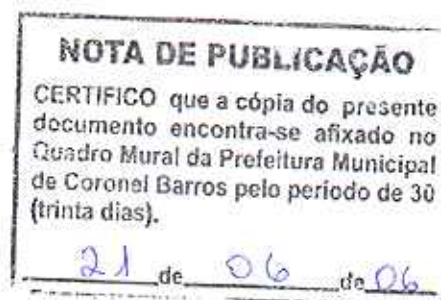 NOTA DE PUBLICAÇÃO
CERTIFICO que a cópia do presente
documento encontra-se afixado no
Quadro Mural da Prefeitura Municipal
de Coronel Barros pelo período de 30
(trinta dias).
21 de 06 de 06